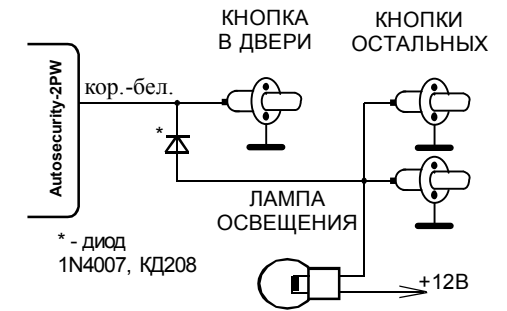 КНОПКА
В ДВЕРИ
КНОПКИ
ОСТАЛЬНЫХ
Autosecurity-2PW
кор.-бел.
*
ЛАМПА
ОСВЕЩЕНИЯ
* - диод
1N4007, КД208
+12В